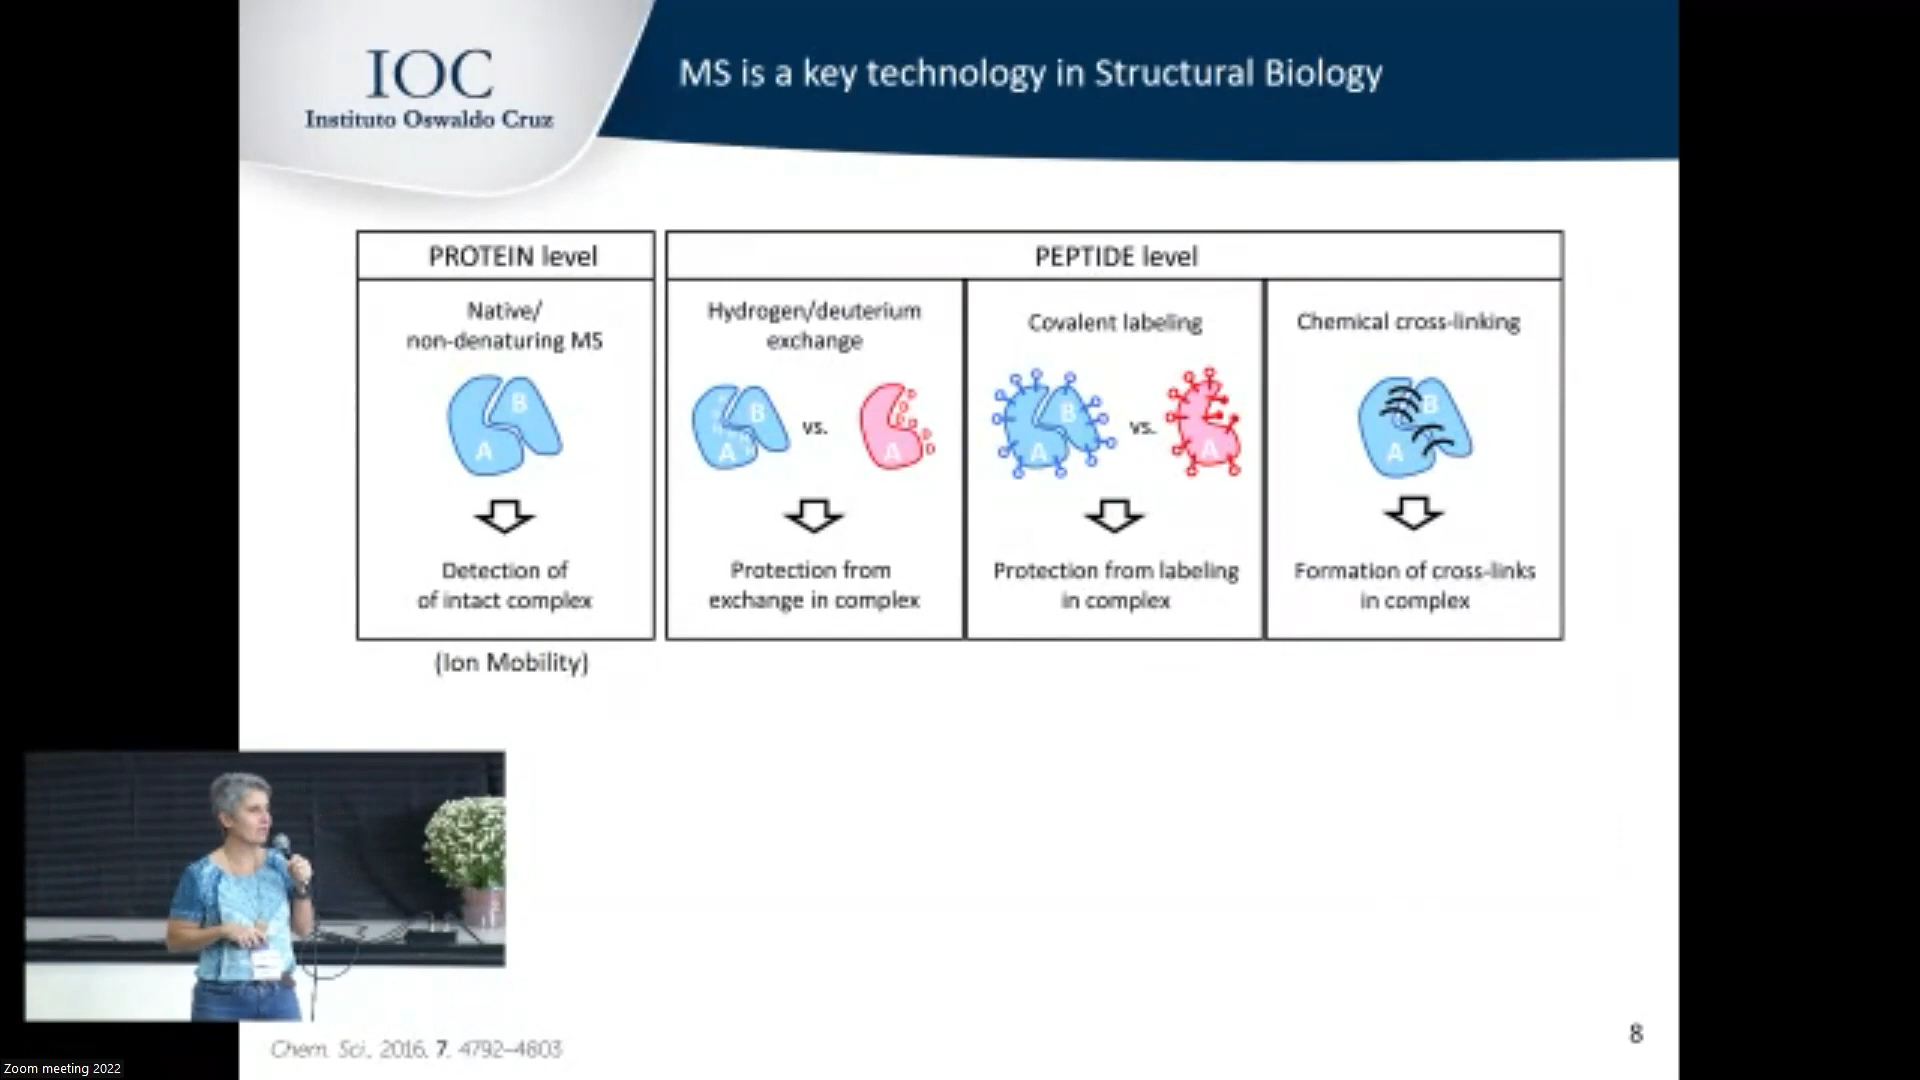 IOC
Instituto Oswaldo Cruz
MS is a key technology in Structural Biology
PROTEIN level
PEPTIDE level
Native/
non-denaturing MS
B
A
Detection of
of intact complex
(Ion Mobility)
Hydrogen/deuterium
exchange
B
A
vs.
A
Protection from
exchange in complex
Covalent labeling
B
A
vs.
A
Protection from labeling
in complex
Chemical cross-linking
B
A
Formation of cross-links
in complex
Chem. Sci., 2016, 7, 4792–4803
8
Zoom meeting 2022